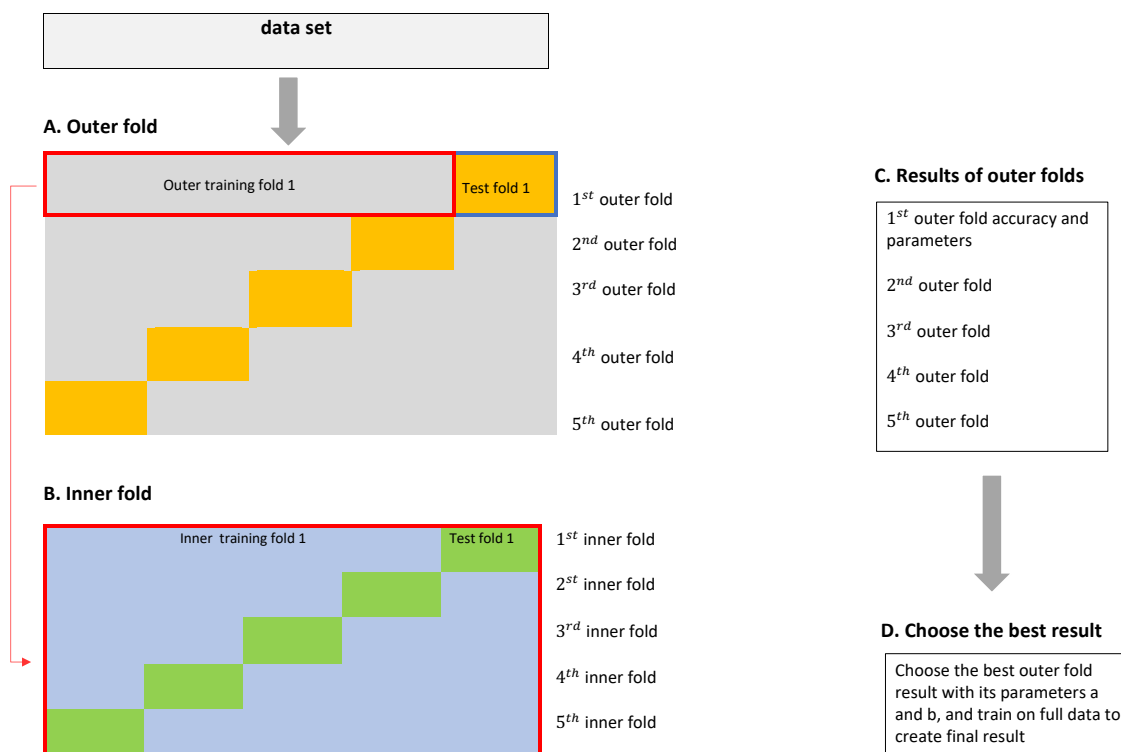 data set
A. Outer fold
Outer training fold 1
Test fold 1
1st outer fold
2nd outer fold
3rd outer fold
4th outer fold
5th outer fold
B. Inner fold
Inner training fold 1
Test fold 1
1st inner fold
2st inner fold
3rd inner fold
4th inner fold
5th inner fold
C. Results of outer folds
1st outer fold accuracy and
parameters
2nd outer fold
3rd outer fold
4th outer fold
5th outer fold
D. Choose the best result
Choose the best outer fold
result with its parameters a
and b, and train on full data to
create final result